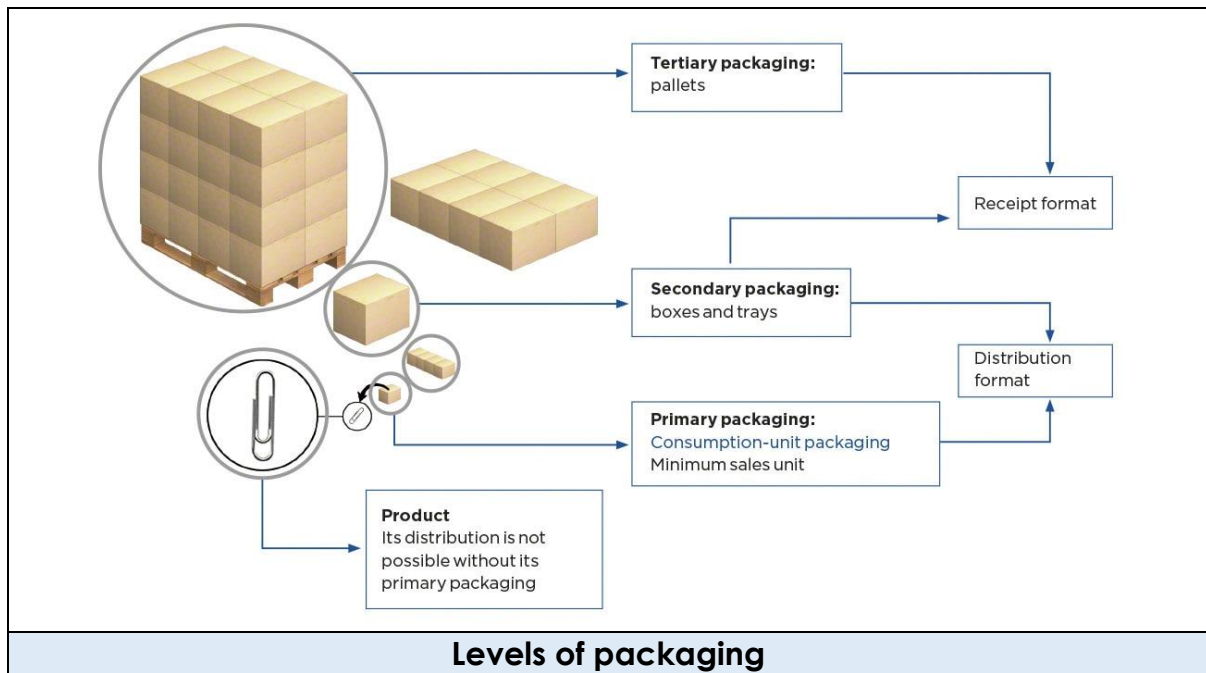 Tertiary packaging:
pallets
Receipt format
Secondary packaging:
boxes and trays
Distribution
format
Primary packaging:
Consumption-unit packaging
Minimum sales unit
Product
Its distribution is not
possible without its
primary packaging
Levels of packaging